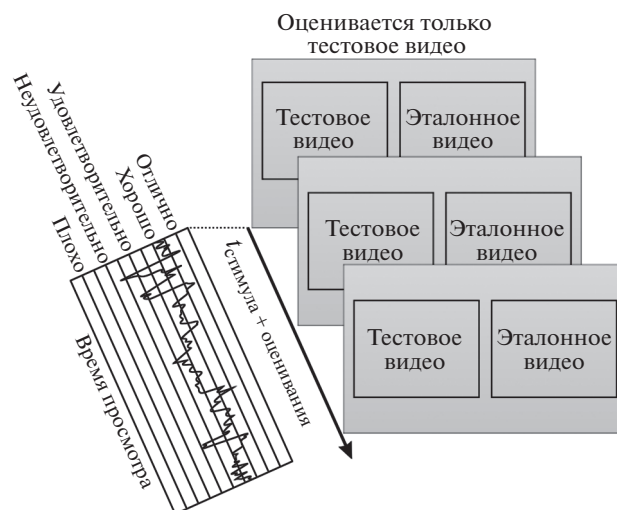 Оценивается только
тестовое видео
Тестовое
видео
Эталонное
видео
Тестовое
видео
Эталонное
видео
Тестовое
видео
Эталонное
видео
Плохо
Неудовлетворительно
Удовлетворительно
Хорошо
Отлично
tстимула + оценивания
Время просмотра